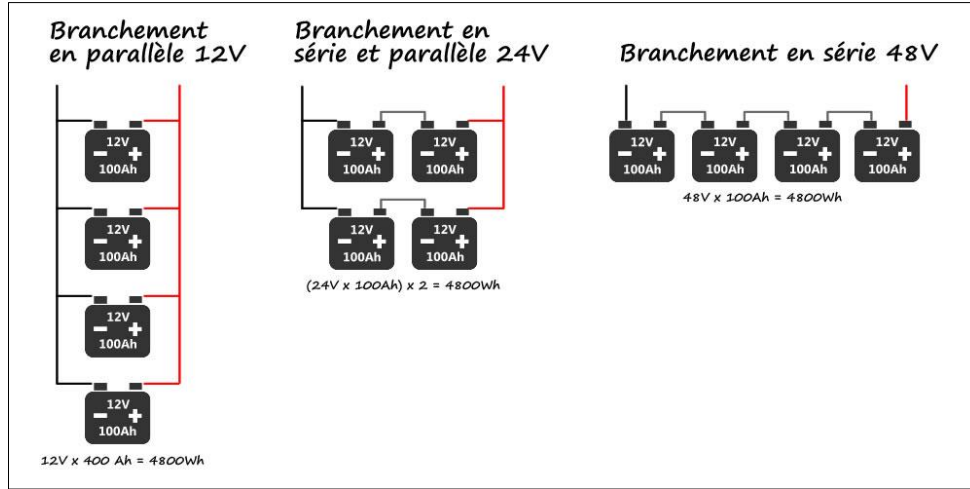 Branchement
en parallèle 12V
12V
- +
100Ah
12V
- +
100Ah
12V
- +
100Ah
12V
- +
100Ah
12V x 400 Ah = 4800Wh
Branchement en
série et parallèle 24V
12V
- +
100Ah
12V
- +
100Ah
12V
- +
100Ah
12V
- +
100Ah
(24V x 100Ah) x 2 = 4800Wh
Branchement en série 48V
12V
- +
100Ah
12V
- +
100Ah
12V
- +
100Ah
12V
- +
100Ah
48V x 100Ah = 4800Wh